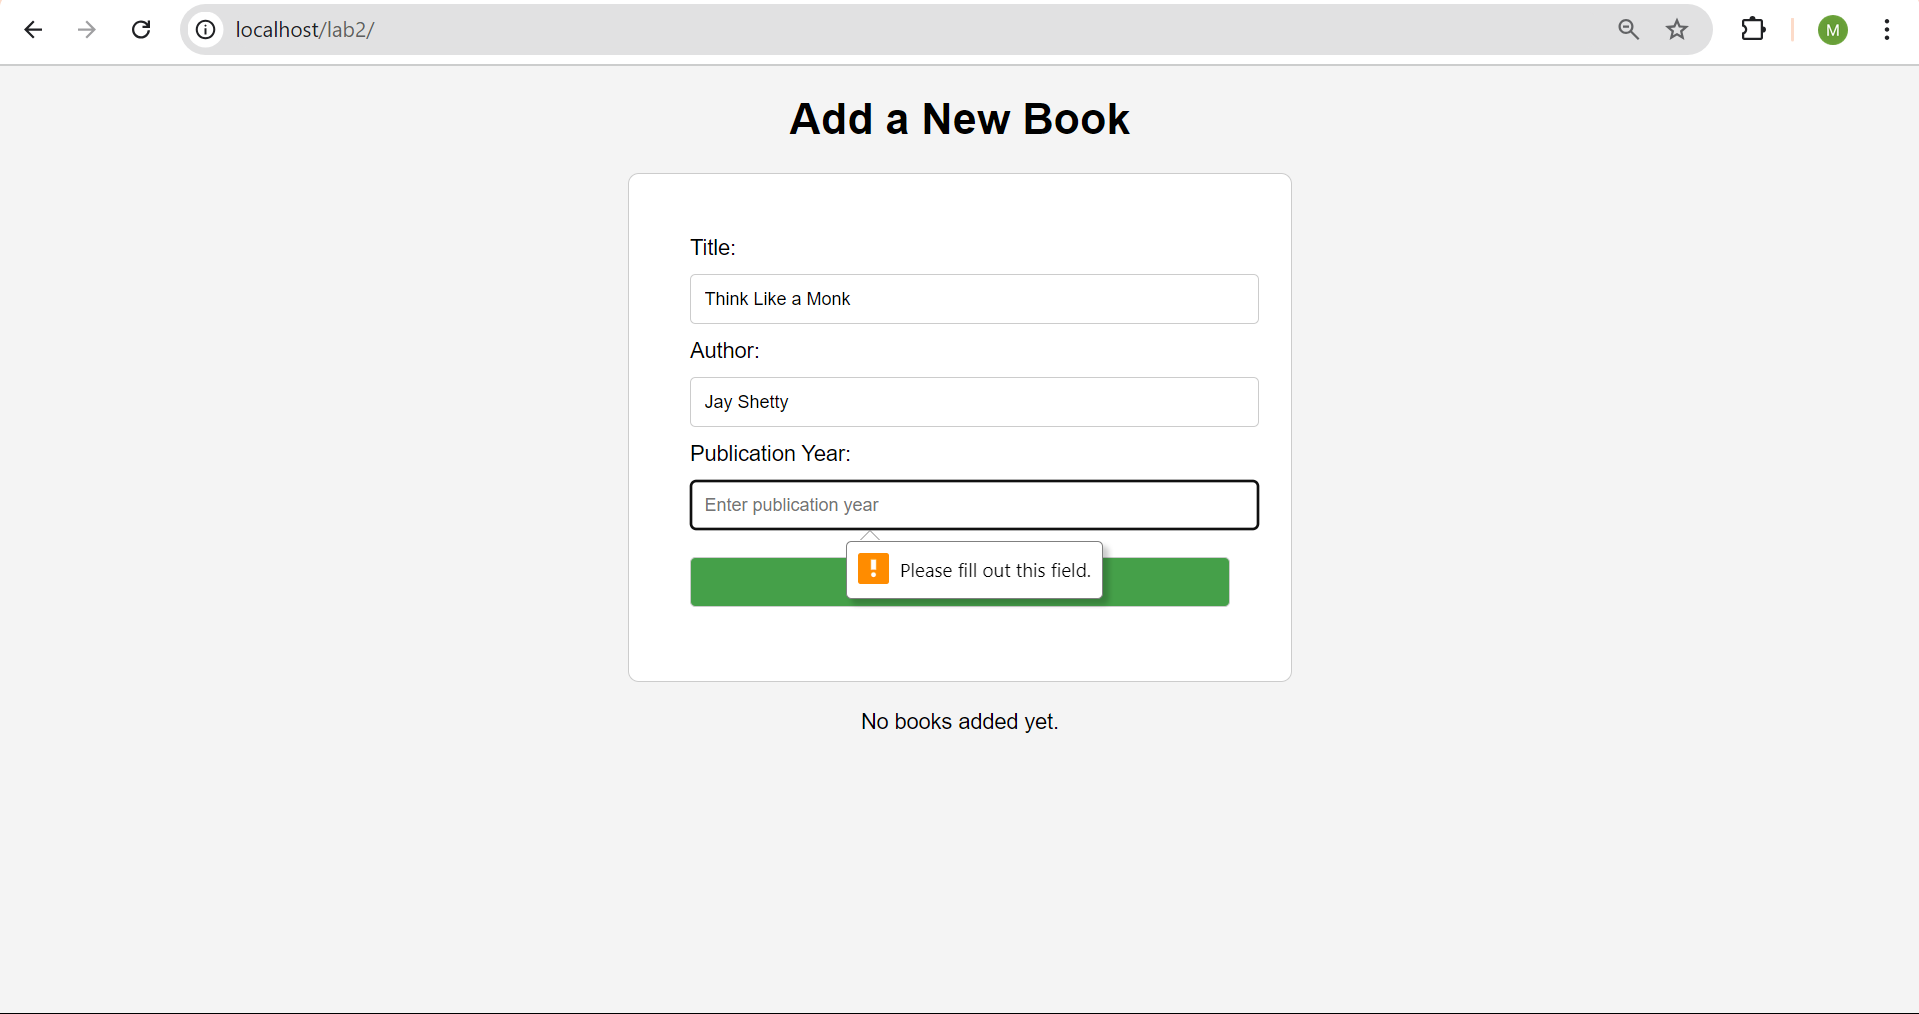 localhost/lab2/
M
Add a New Book
Title:
Think Like a Monk
Author:
Jay Shetty
Publication Year:
Enter publication year
! Please fill out this field.
No books added yet.